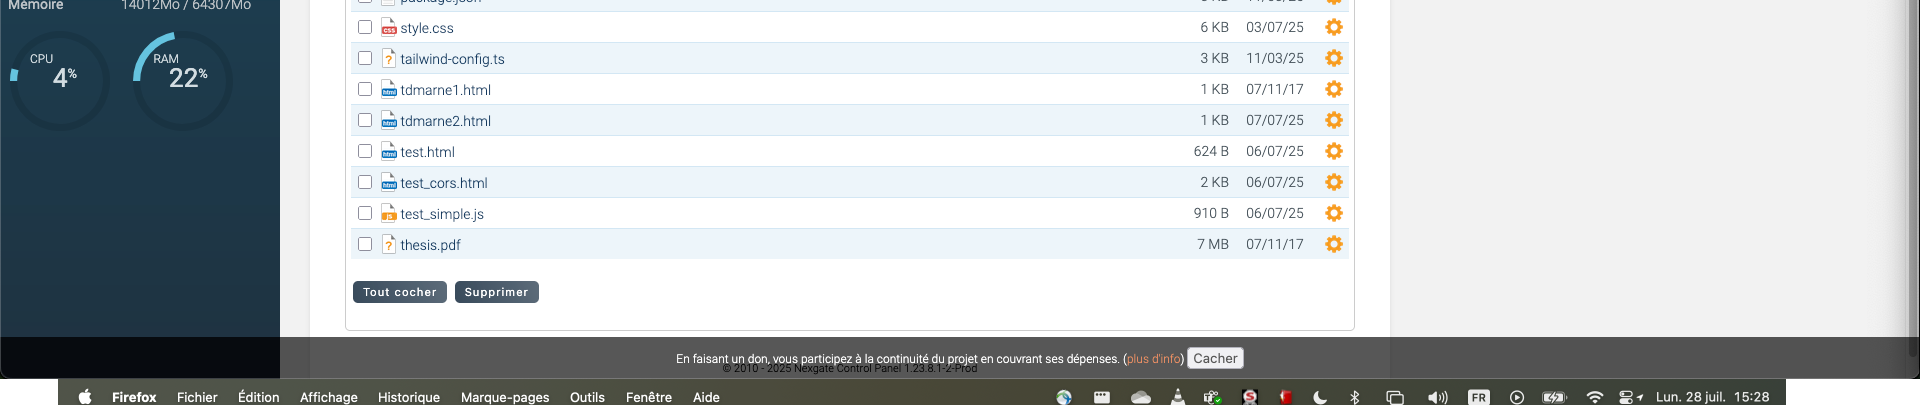 Mémoire 14012Mo / 64307Mo
CPU 4%
RAM 22%
package.json
style.css 6 KB 03/07/25
tailwind-config.ts 3 KB 11/03/25
tdmarne1.html 1 KB 07/11/17
tdmarne2.html 1 KB 07/07/25
test.html 624 B 06/07/25
test_cors.html 2 KB 06/07/25
test_simple.js 910 B 06/07/25
thesis.pdf 7 MB 07/11/17
Tout cocher Supprimer
En faisant un don, vous participez à la continuité du projet en couvrant ses dépenses. (plus d'info) Cacher
© 2010 - 2025 Nexgate Control Panel 1.23.8.1-2-Prod
Firefox Fichier Édition Affichage Historique Marque-pages Outils Fenêtre Aide FR Lun. 28 juil. 15:28